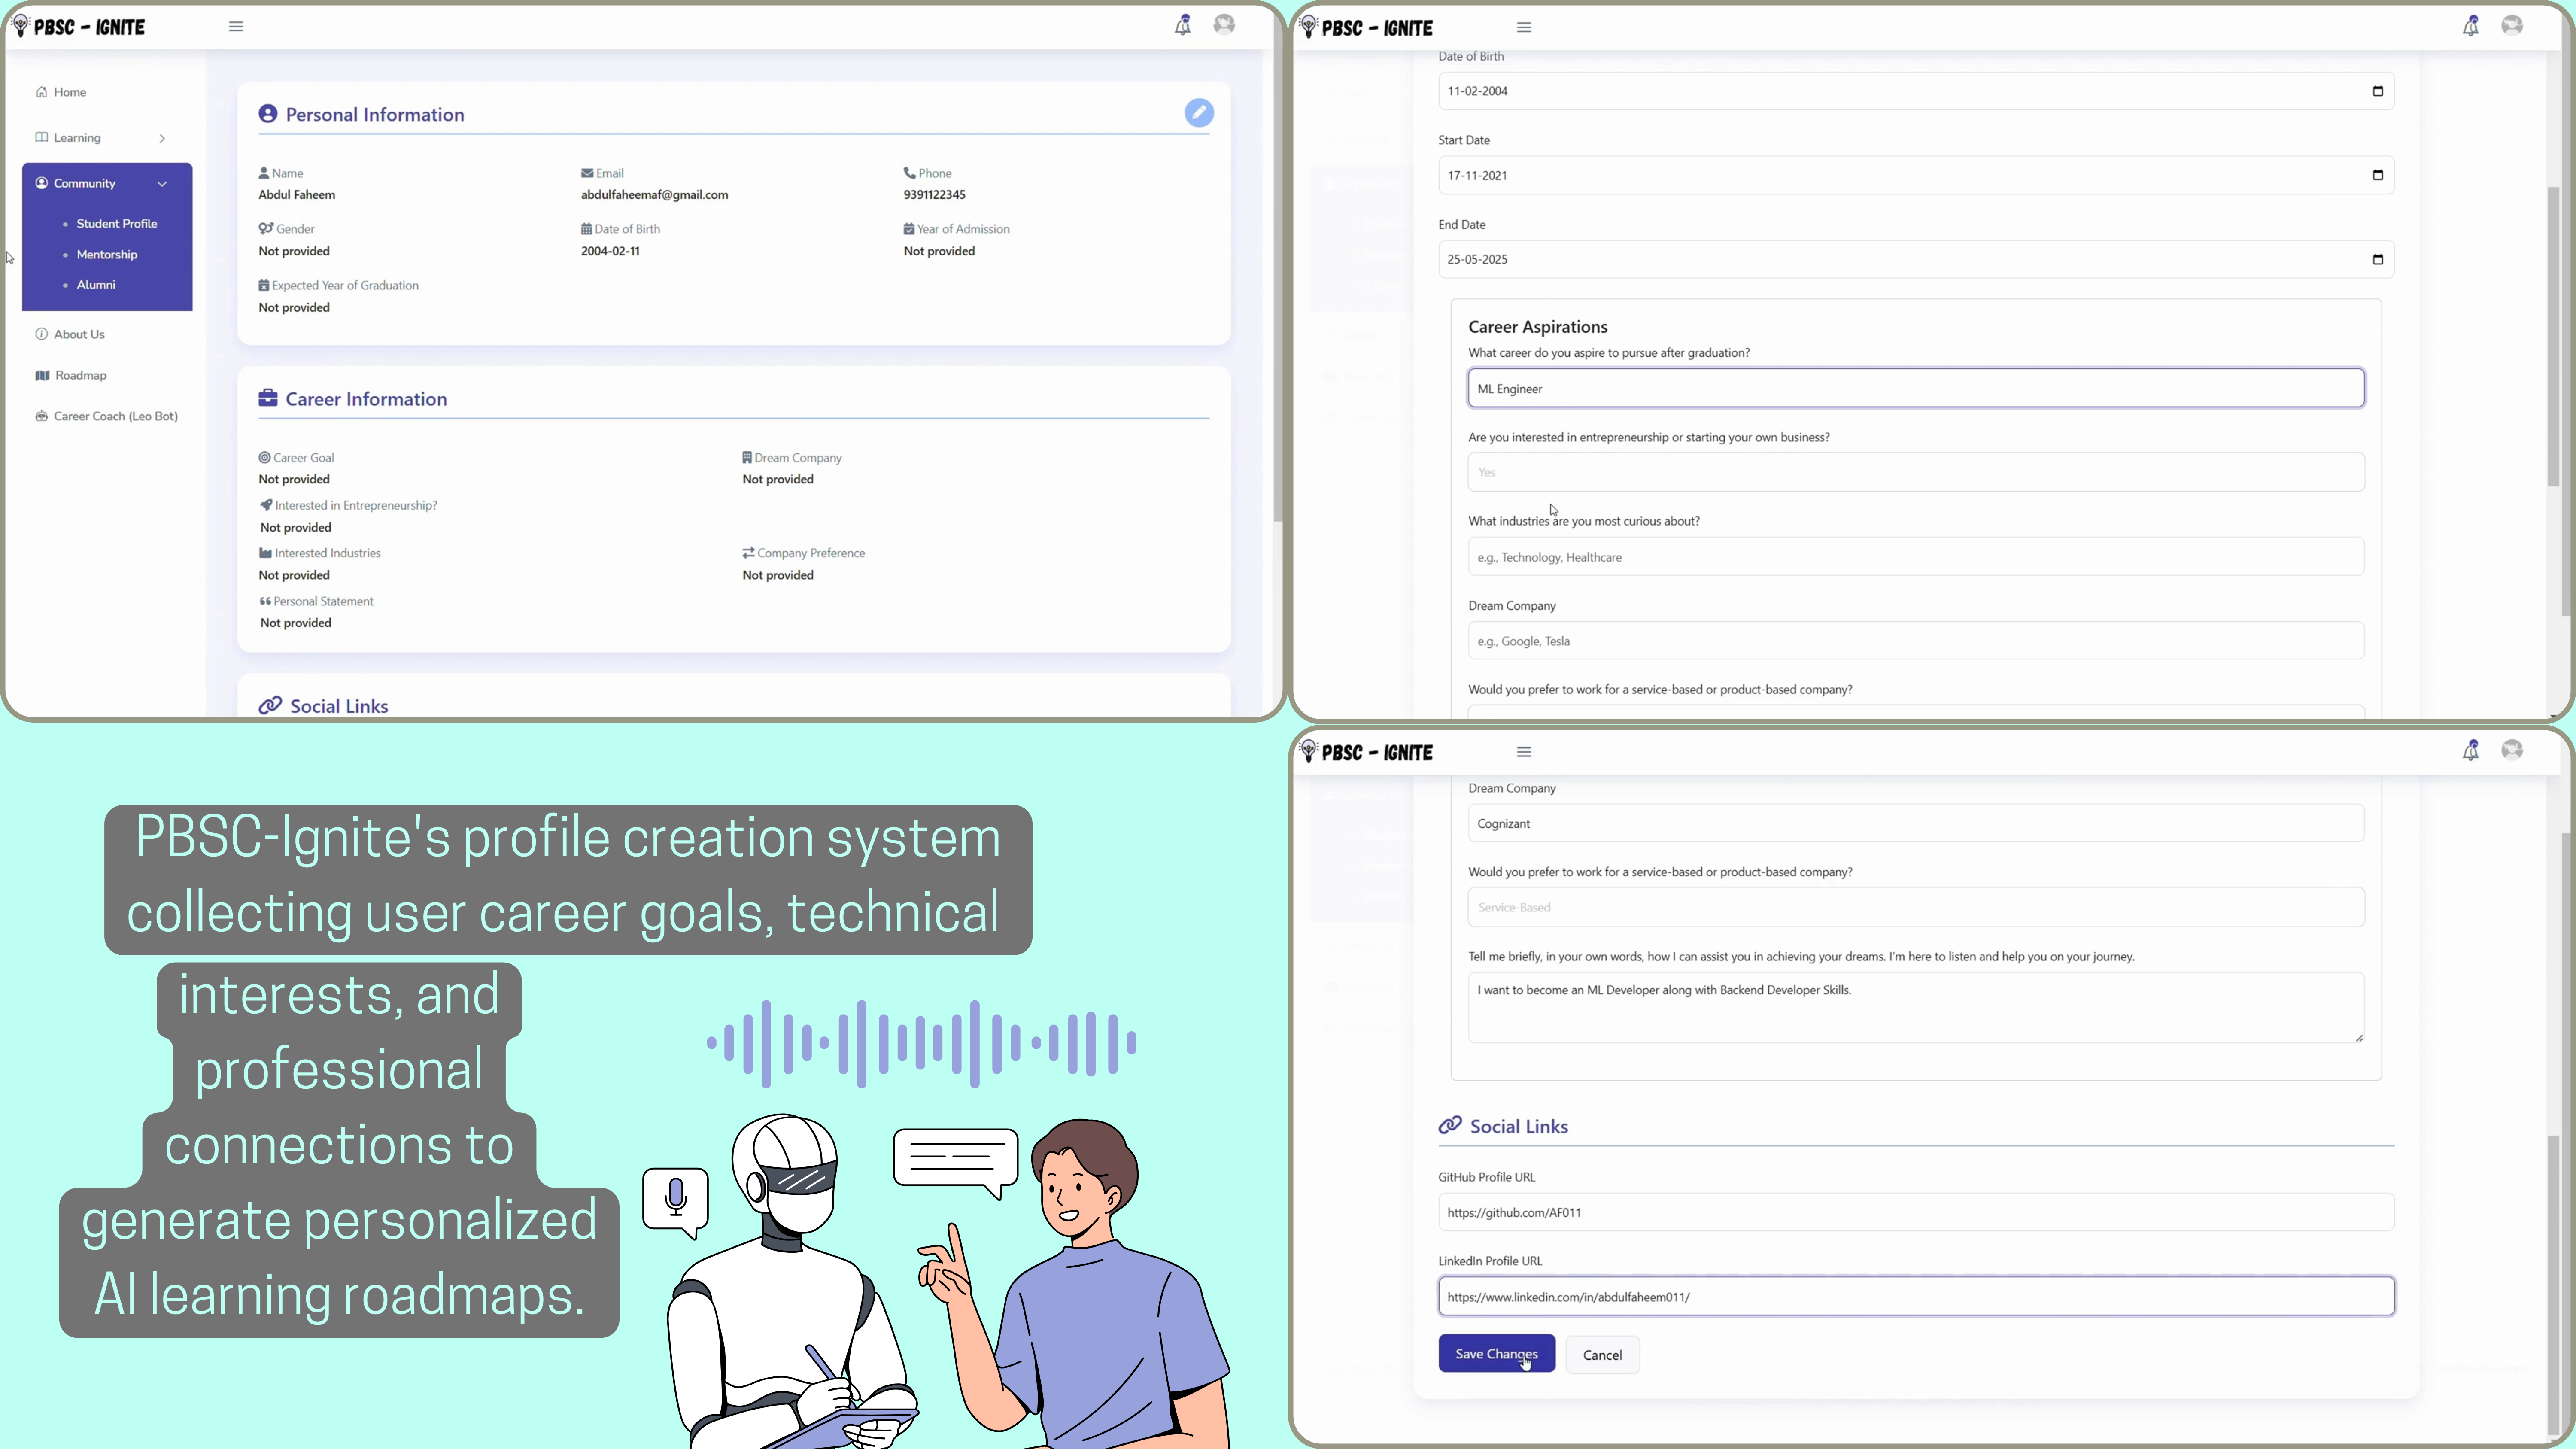 PBSC - IGNITE
Home
Learning
Community
Student Profile
Mentorship
Alumni
About Us
Roadmap
Career Coach (Leo Bot)
Personal Information
Name
Abdul Faheem
Email
abdulfaheemaf@gmail.com
Phone
9391122345
Gender
Not provided
Date of Birth
2004-02-11
Year of Admission
Not provided
Expected Year of Graduation
Not provided
Career Information
Career Goal
Not provided
Dream Company
Not provided
Interested in Entrepreneurship?
Not provided
Interested Industries
Not provided
Company Preference
Not provided
Personal Statement
Not provided
Social Links
PBSC - IGNITE
Date of Birth
11-02-2004
Start Date
17-11-2021
End Date
25-05-2025
Career Aspirations
What career do you aspire to pursue after graduation?
ML Engineer
Are you interested in entrepreneurship or starting your own business?
Yes
What industries are you most curious about?
e.g., Technology, Healthcare
Dream Company
e.g., Google, Tesla
Would you prefer to work for a service-based or product-based company?
PBSC-Ignite's profile creation system
collecting user career goals, technical
interests, and
professional
connections to
generate personalized
AI learning roadmaps.
PBSC - IGNITE
Dream Company
Cognizant
Would you prefer to work for a service-based or product-based company?
Service-Based
Tell me briefly, in your own words, how I can assist you in achieving your dreams. I'm here to listen and help you on your journey.
I want to become an ML Developer along with Backend Developer Skills.
Social Links
GitHub Profile URL
https://github.com/AF011
LinkedIn Profile URL
https://www.linkedin.com/in/abdulfaheem011/
Save Changes
Cancel